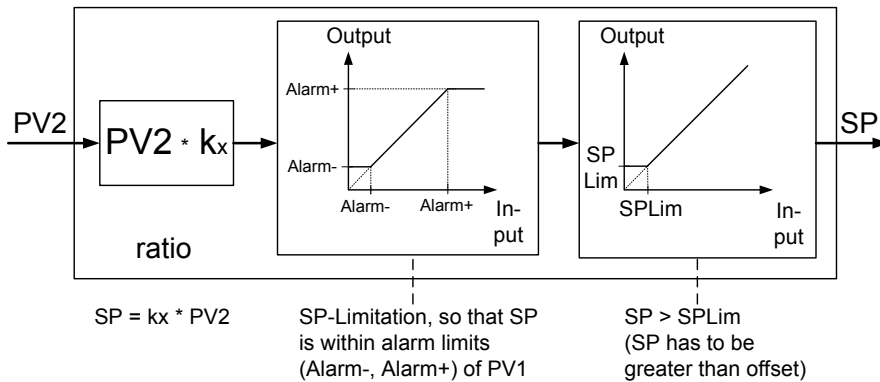 PV2
PV2 * kx
ratio
Output
Alarm+
Alarm-
Alarm-
Alarm+
In-
put
Output
SP
Lim
SPLim
In-
put
SP
SP = kx * PV2
SP-Limitation, so that SP
is within alarm limits
(Alarm-, Alarm+) of PV1
SP > SPLim
(SP has to be
greater than offset)